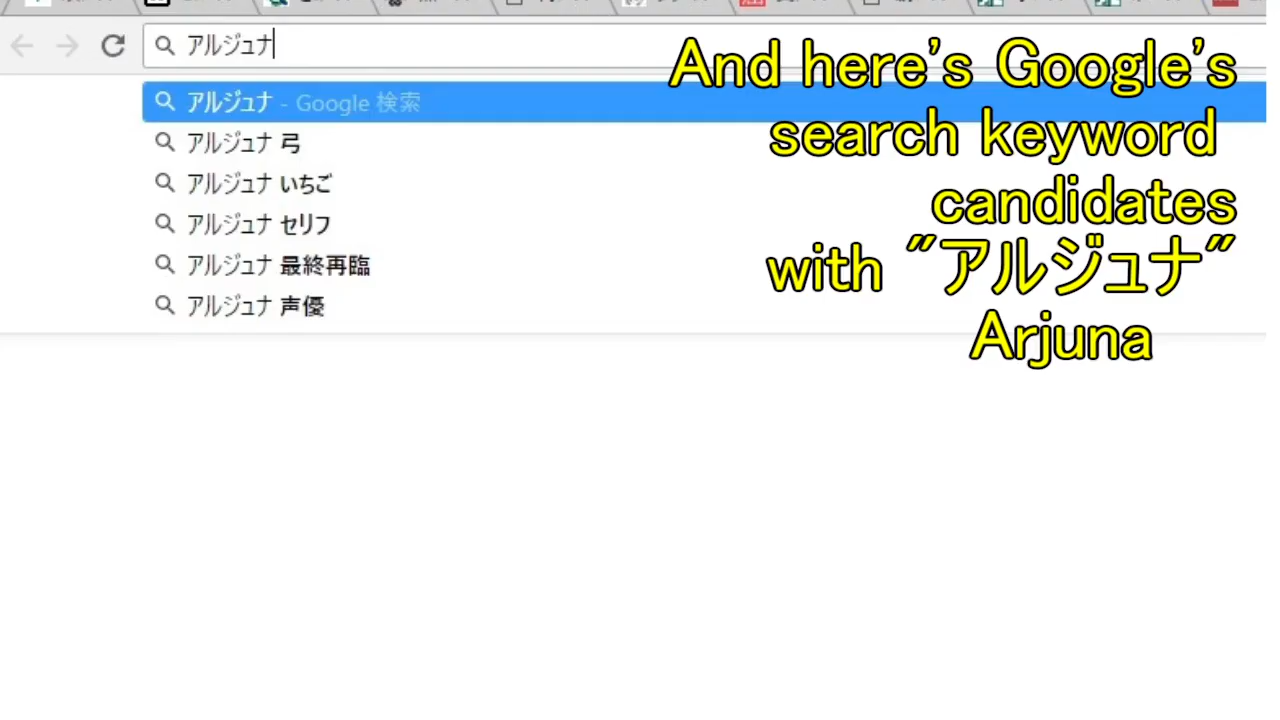 アルジュナ
アルジュナ - Google 検索
アルジュナ 弓
アルジュナ いちご
アルジュナ セリフ
アルジュナ 最終再臨
アルジュナ 声優
And here's Google's
search keyword
candidates
with "アルジュナ"
Arjuna